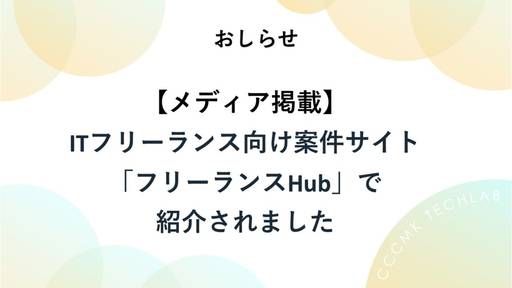 おしらせ
【メディア掲載】
ITフリーランス向け案件サイト
「フリーランスHub」で
紹介されました
CCCMK TECHLAB